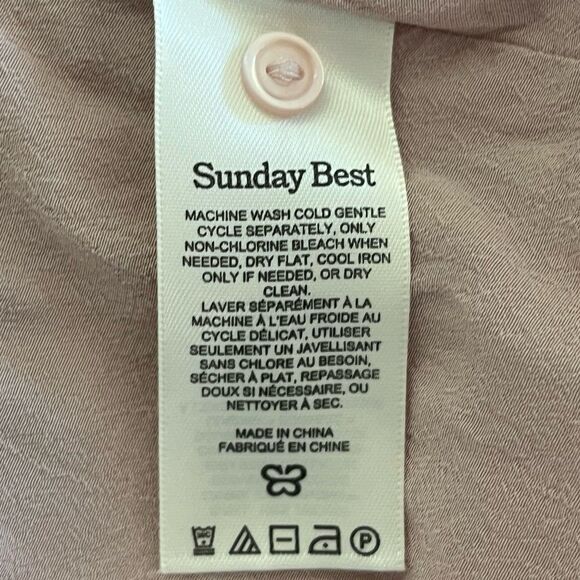 Sunday Best
MACHINE WASH COLD GENTLE
CYCLE SEPARATELY, ONLY
NON-CHLORINE BLEACH WHEN
NEEDED, DRY FLAT, COOL IRON
ONLY IF NEEDED, OR DRY
CLEAN.
LAVER SÉPARÉMENT À LA
MACHINE À L'EAU FROIDE AU
CYCLE DÉLICAT, UTILISER
SEULEMENT UN JAVELLISANT
SANS CHLORE AU BESOIN,
SÉCHER À PLAT, REPASSAGE
DOUX SI NÉCESSAIRE, OU
NETTOYER À SEC.
MADE IN CHINA
FABRIQUÉ EN CHINE
P